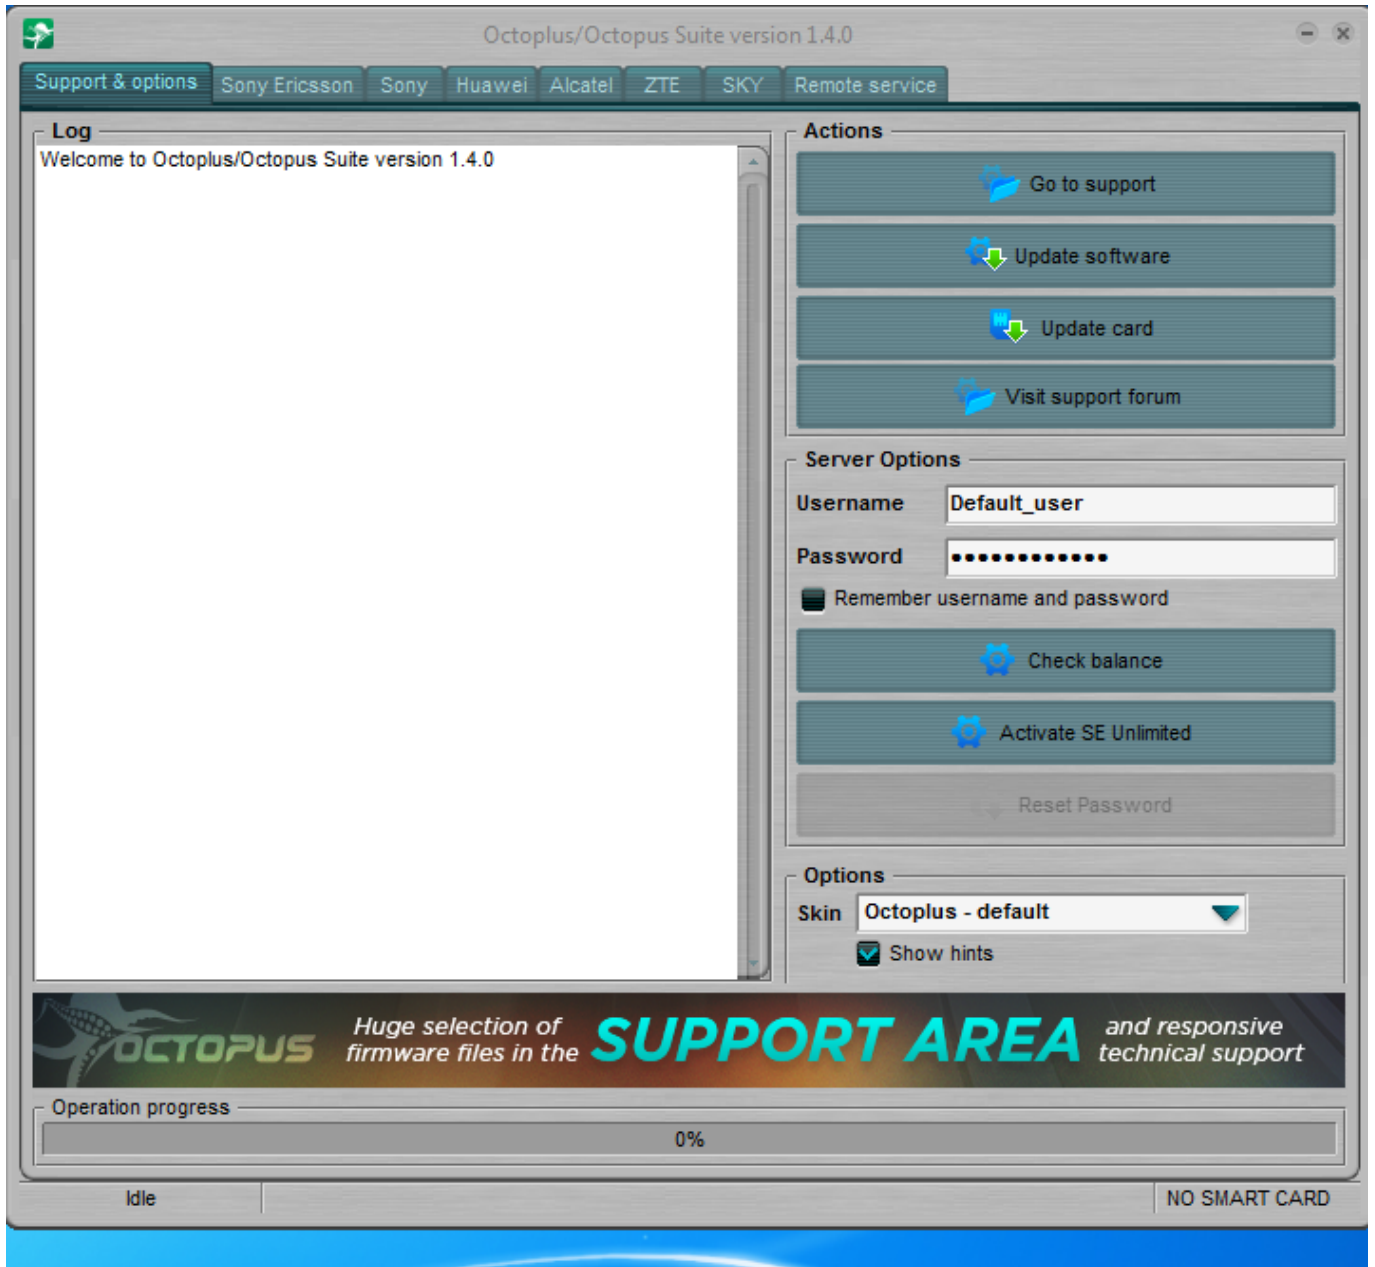 Octoplus/Octopus Suite version 1.4.0
Support & options Sony Ericsson Sony Huawei Alcatel ZTE SKY Remote service
Log
Welcome to Octoplus/Octopus Suite version 1.4.0
Actions
Go to support
Update software
Update card
Visit support forum
Server Options
Username Default_user
Password ••••••••••••
Remember username and password
Check balance
Activate SE Unlimited
Reset Password
Options
Skin Octoplus - default
Show hints
OCTOPUS
Huge selection of
firmware files in the
SUPPORT AREA
and responsive
technical support
Operation progress
0%
Idle
NO SMART CARD